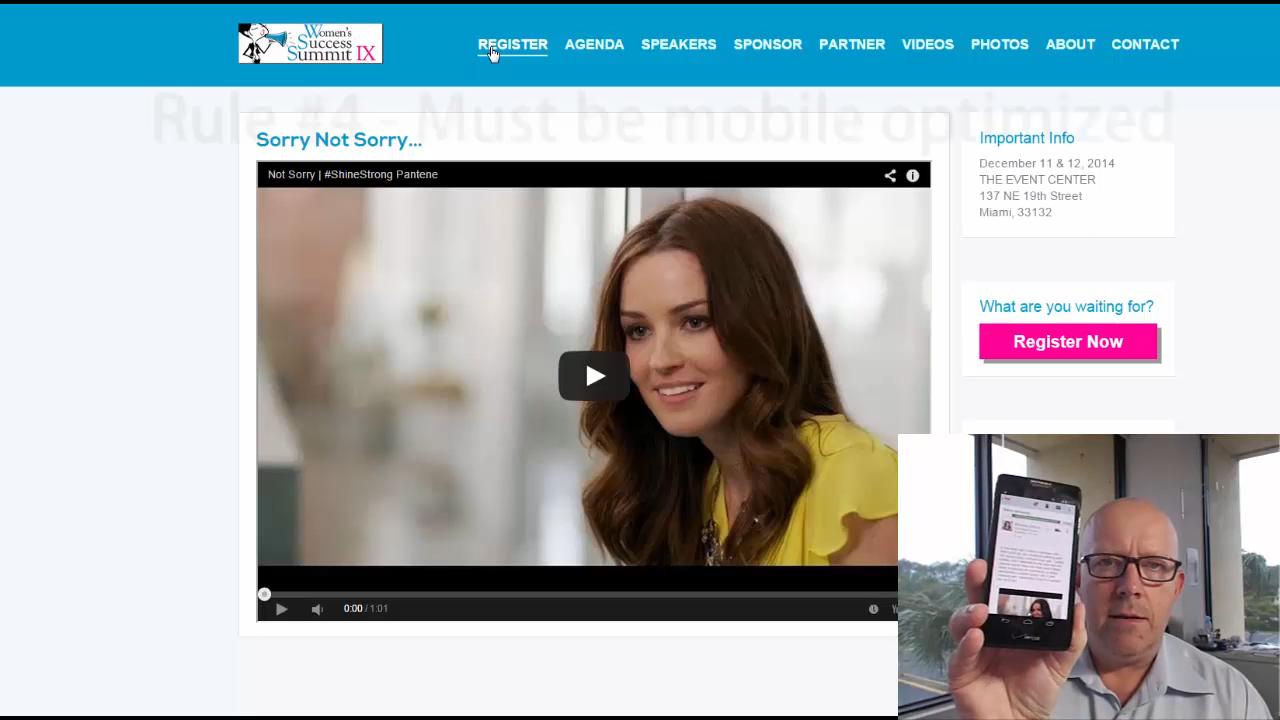 Women's
Success
Summit IX
REGISTER
AGENDA
SPEAKERS
SPONSOR
PARTNER
VIDEOS
PHOTOS
ABOUT
CONTACT
Rule #4 - Must be mobile optimized
Sorry Not Sorry...
Not Sorry | #ShineStrong Pantene
0:00 / 1:01
Important Info
December 11 & 12, 2014
THE EVENT CENTER
137 NE 19th Street
Miami, 33132
What are you waiting for?
Register Now